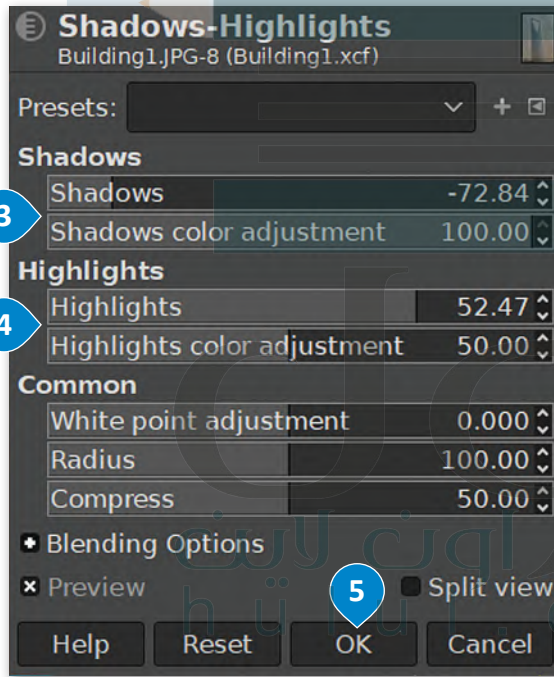 Shadows-Highlights
Building1.JPG-8 (Building1.xcf)
Presets:
Shadows
3
Shadows -72.84
Shadows color adjustment 100.00
Highlights
4
Highlights 52.47
Highlights color adjustment 50.00
Common
White point adjustment 0.000
Radius 100.00
Compress 50.00
Blending Options
Preview
Split view
5
Help Reset OK Cancel
اون لاين